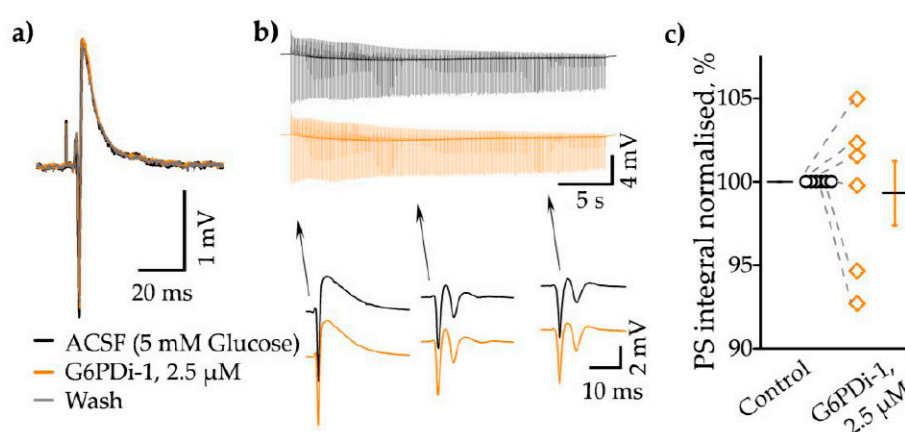 a)
1 mV
20 ms
ACSF (5 mM Glucose)
G6PDi-1, 2.5 µM
Wash
b)
4 mV
5 s
2 mV
10 ms
c)
PS integral normalised, %
105
100
95
90
Control
G6PDi-1,
2.5 µM